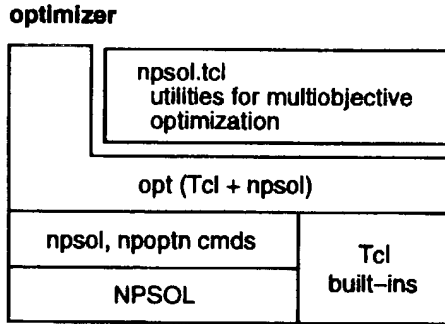 optimizer
npsol.tcl
utilities for multiobjective
optimization
opt (Tcl + npsol)
npsol, npoptn cmds
NPSOL
Tcl
built–ins